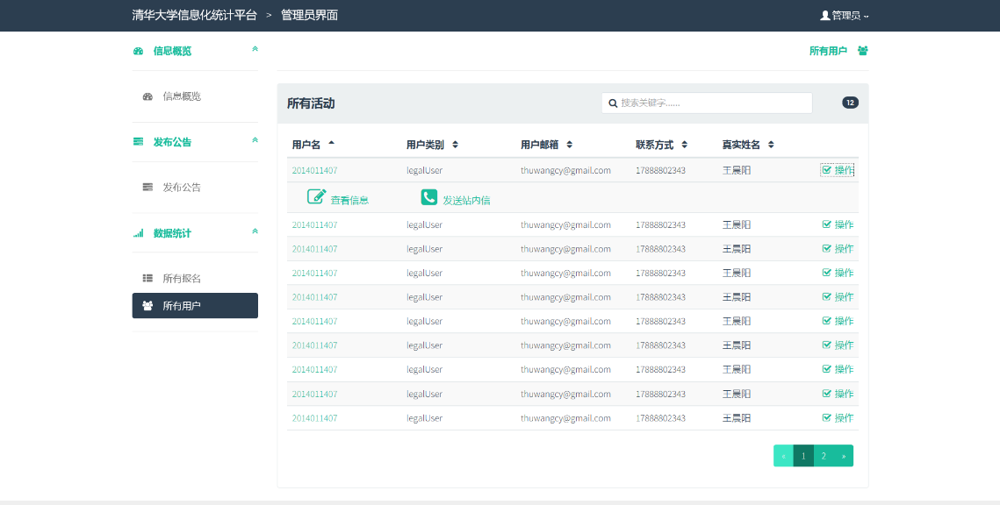 清华大学信息化统计平台 > 管理员界面 管理员
信息概览
所有用户
信息概览
所有活动 搜索关键字...... 12
发布公告
用户名 用户类别 用户邮箱 联系方式 真实姓名
2014011407 legalUser thuwangcy@gmail.com 17888802343 王晨阳 操作
发布公告
查看信息 发送站内信
2014011407 legalUser thuwangcy@gmail.com 17888802343 王晨阳 操作
数据统计
2014011407 legalUser thuwangcy@gmail.com 17888802343 王晨阳 操作
所有报名
2014011407 legalUser thuwangcy@gmail.com 17888802343 王晨阳 操作
所有用户
2014011407 legalUser thuwangcy@gmail.com 17888802343 王晨阳 操作
2014011407 legalUser thuwangcy@gmail.com 17888802343 王晨阳 操作
2014011407 legalUser thuwangcy@gmail.com 17888802343 王晨阳 操作
2014011407 legalUser thuwangcy@gmail.com 17888802343 王晨阳 操作
2014011407 legalUser thuwangcy@gmail.com 17888802343 王晨阳 操作
2014011407 legalUser thuwangcy@gmail.com 17888802343 王晨阳 操作
« 1 2 »